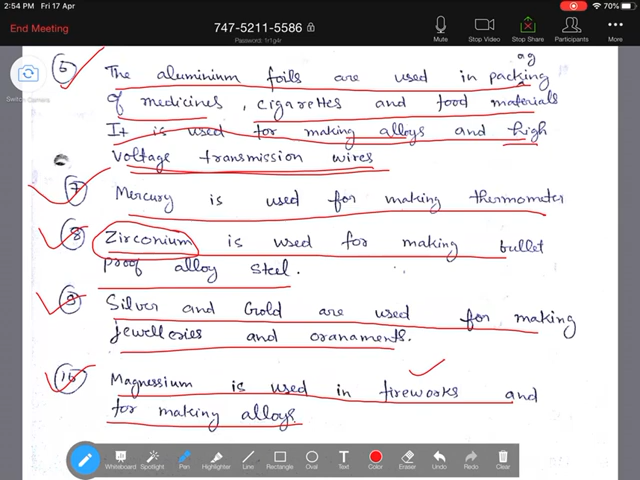 2:54 PM Fri 17 Apr
70%
End Meeting
747-5211-5586
Password: 1r1g4r
Mute
Stop Video
Stop Share
Participants
More
Switch Camera
ag
The aluminium foils are used in packing
of medicines, cigarettes and food materials
It is used for making alloys and high
voltage transmission wires
7 Mercury is used for making thermometer
8 Zirconium is used for making bullet
proof alloy steel.
9 Silver and Gold are used for making
jewelleries and oranaments.
10 Magnessium is used in fireworks and
for making alloys.
Whiteboard
Spotlight
Pen
Highlighter
Line
Rectangle
Oval
Text
Color
Eraser
Undo
Redo
Clear